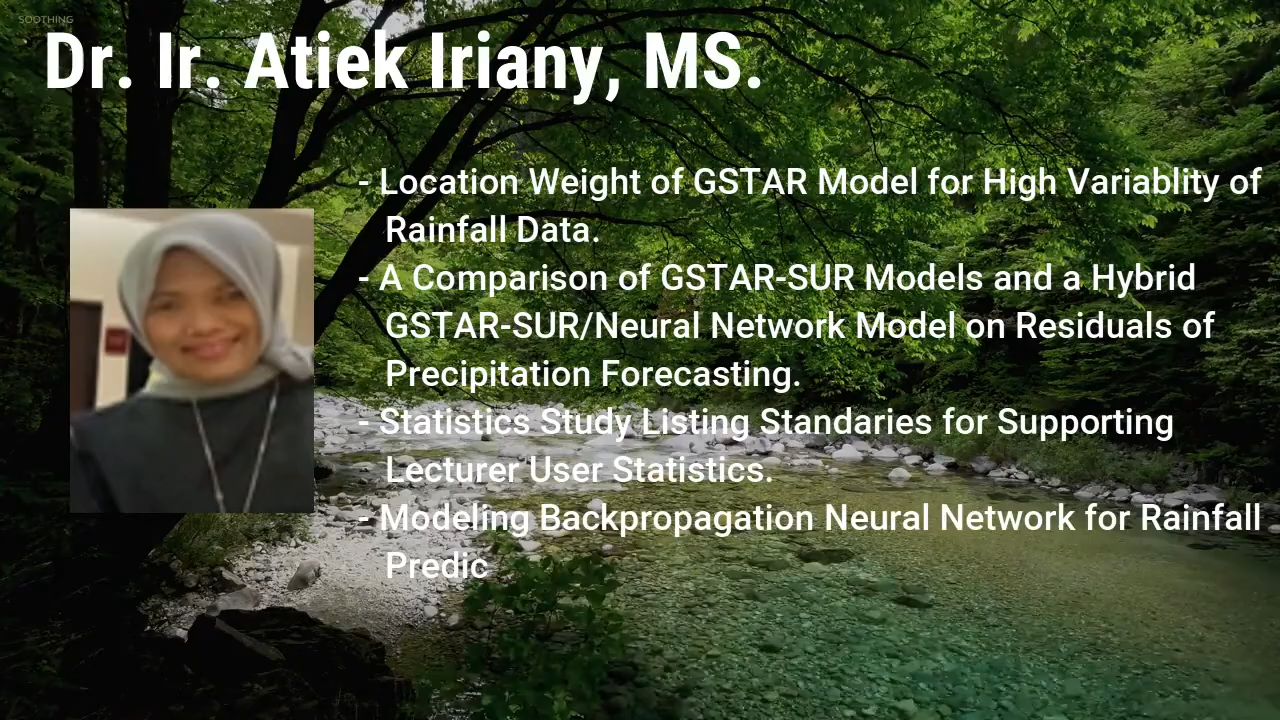 SOOTHING
Dr. Ir. Atiek Iriany, MS.
- Location Weight of GSTAR Model for High Variablity of
Rainfall Data.
- A Comparison of GSTAR-SUR Models and a Hybrid
GSTAR-SUR/Neural Network Model on Residuals of
Precipitation Forecasting.
- Statistics Study Listing Standaries for Supporting
Lecturer User Statistics.
- Modeling Backpropagation Neural Network for Rainfall
Predic